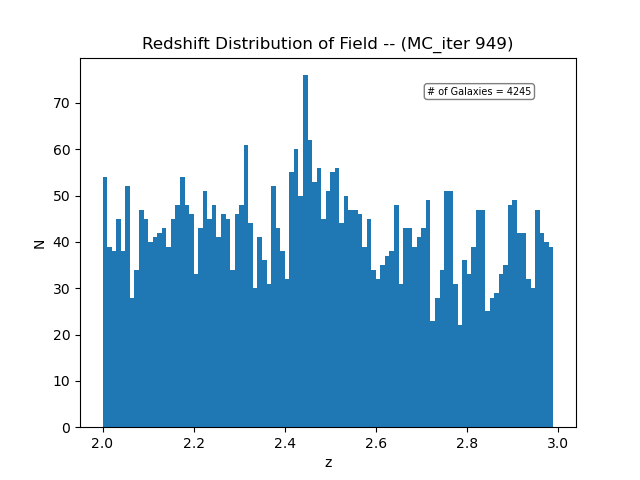 Redshift Distribution of Field -- (MC_iter 949)
# of Galaxies = 4245
70
60
50
40
30
20
10
0
N
2.0 2.2 2.4 2.6 2.8 3.0
z